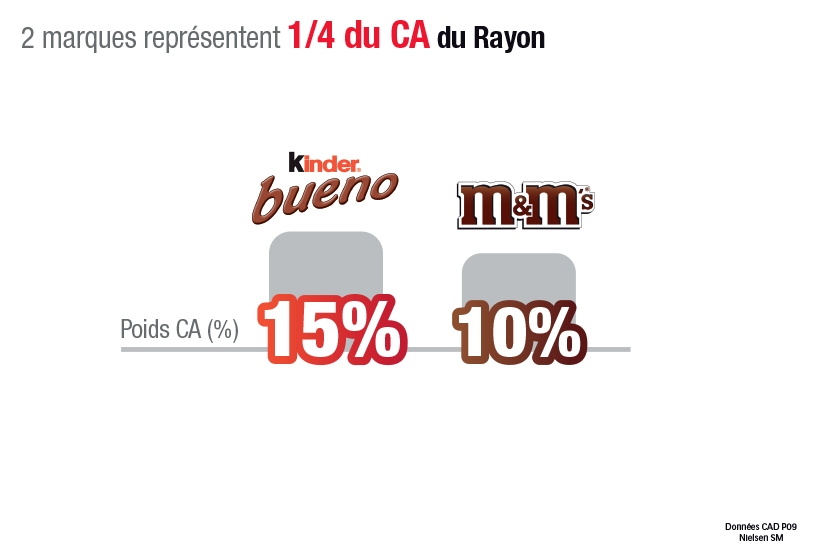 2 marques représentent 1/4 du CA du Rayon
Kinder®
bueno
m&m's®
Poids CA (%)
15%
10%
Données CAD P09
Nielsen SM